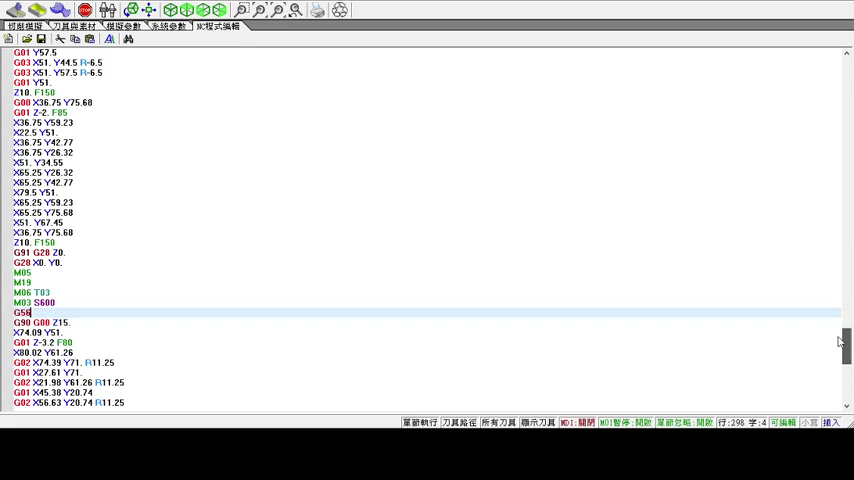 切削模擬 刀具與素材 模擬參數 系統參數 NC程式編輯
G01 Y57.5
G03 X51. Y44.5 R-6.5
G03 X51. Y57.5 R-6.5
G01 Y51.
Z10. F150
G00 X36.75 Y75.68
G01 Z-2. F85
X36.75 Y59.23
X22.5 Y51.
X36.75 Y42.77
X36.75 Y26.32
X51. Y34.55
X65.25 Y26.32
X65.25 Y42.77
X79.5 Y51.
X65.25 Y59.23
X65.25 Y75.68
X51. Y67.45
X36.75 Y75.68
Z10. F150
G91 G28 Z0.
G28 X0. Y0.
M05
M19
M06 T03
M03 S600
G56
G90 G00 Z15.
X74.09 Y51.
G01 Z-3.2 F80
X80.02 Y61.26
G02 X74.39 Y71. R11.25
G01 X27.61 Y71.
G02 X21.98 Y61.26 R11.25
G01 X45.38 Y20.74
G02 X56.63 Y20.74 R11.25
單節執行 刀具路徑 所有刀具 顯示刀具 MDI:關閉 M01暫停:開啟 單節忽略:開啟 行:298 字:4 可編輯 小寫 插入